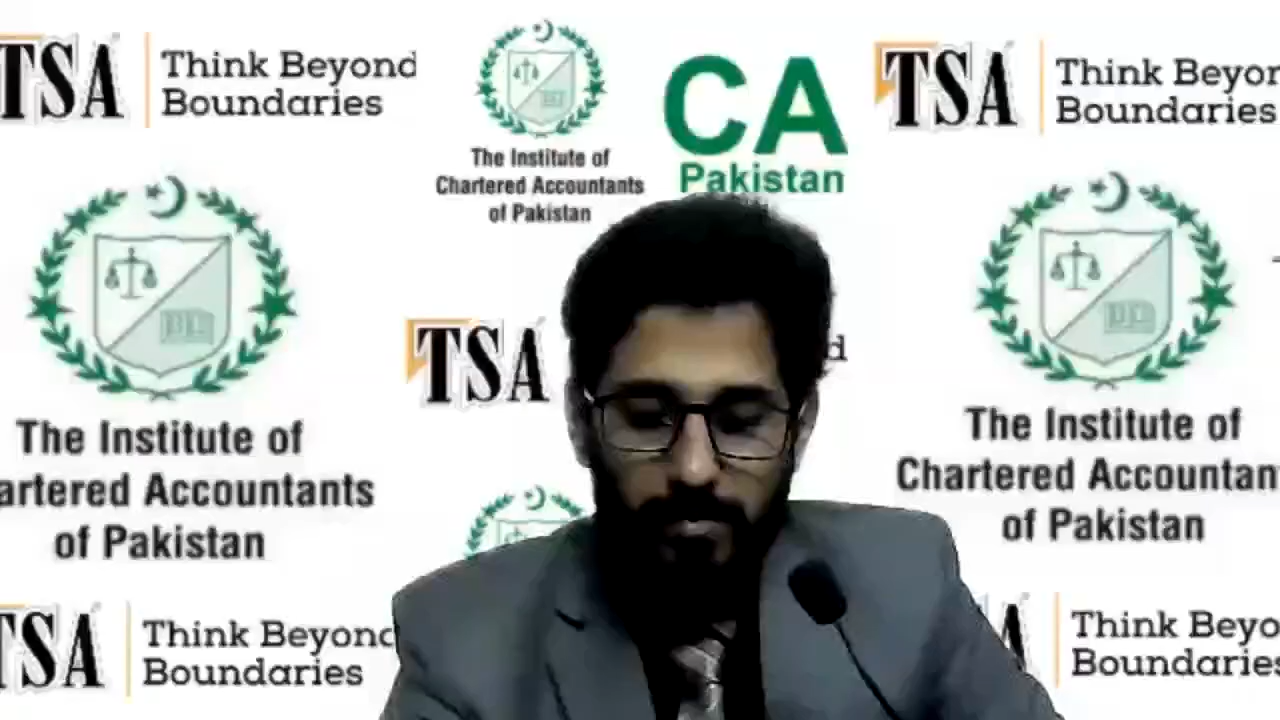 TSA
Think Beyond
Boundaries
The Institute of
Chartered Accountants
of Pakistan
CA
Pakistan
TSA
Think Beyor
Boundaries
The Institute of
artered Accountants
of Pakistan
TSA
d
The Institute of
Chartered Accountan
of Pakistan
TSA
Think Beyond
Boundaries
A
Think Beyo
Boundaries